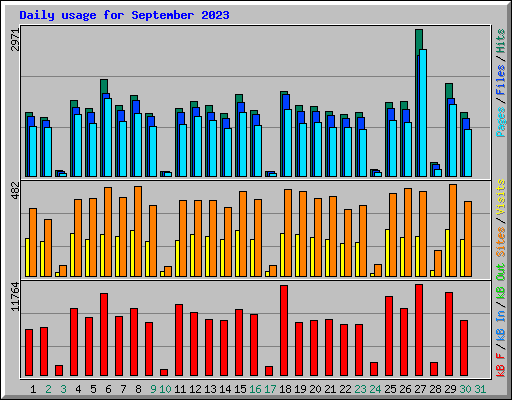 Daily usage for September 2023
2971
Pages / Files / Hits
482
Sites / Visits
11764
kB F / kB In / kB Out
1 2 3 4 5 6 7 8 9 10 11 12 13 14 15 16 17 18 19 20 21 22 23 24 25 26 27 28 29 30 31